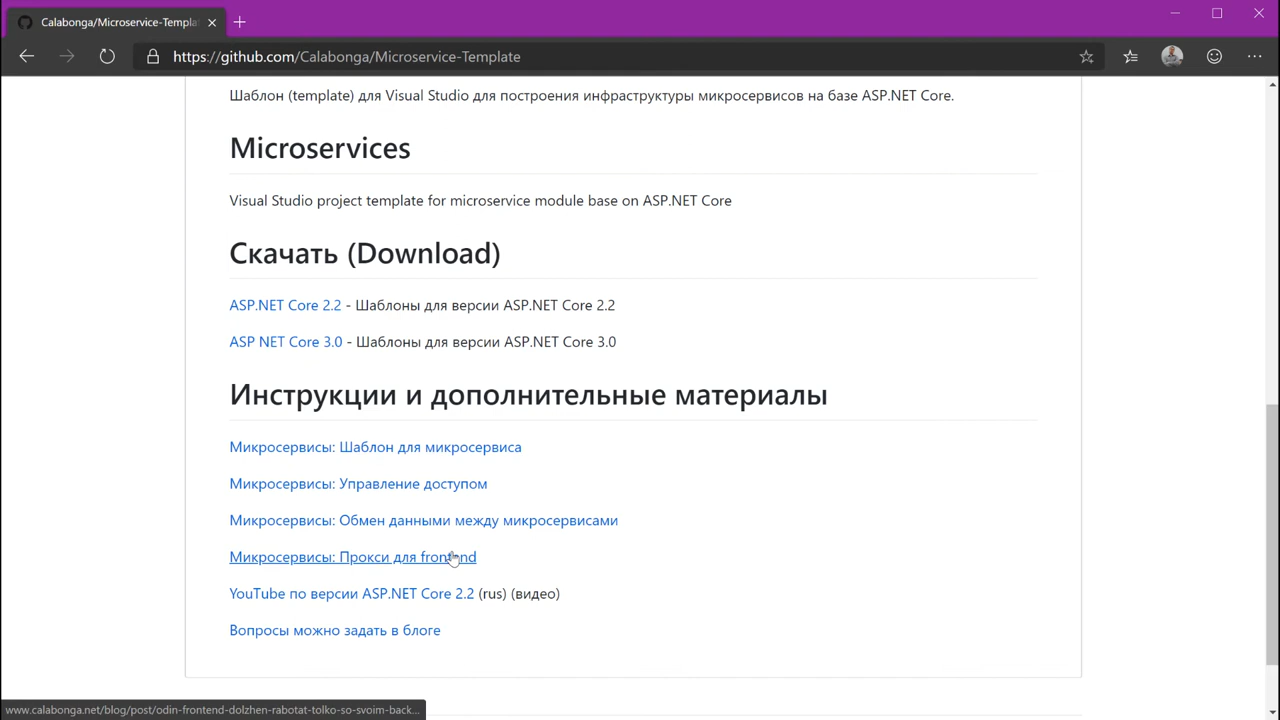 Calabonga/Microservice-Templa
https://github.com/Calabonga/Microservice-Template
Шаблон (template) для Visual Studio для построения инфраструктуры микросервисов на базе ASP.NET Core.
Microservices
Visual Studio project template for microservice module base on ASP.NET Core
Скачать (Download)
ASP.NET Core 2.2 - Шаблоны для версии ASP.NET Core 2.2
ASP NET Core 3.0 - Шаблоны для версии ASP.NET Core 3.0
Инструкции и дополнительные материалы
Микросервисы: Шаблон для микросервиса
Микросервисы: Управление доступом
Микросервисы: Обмен данными между микросервисами
Микросервисы: Прокси для frontend
YouTube по версии ASP.NET Core 2.2 (rus) (видео)
Вопросы можно задать в блоге
www.calabonga.net/blog/post/odin-frontend-dolzhen-rabotat-tolko-so-svoim-back...